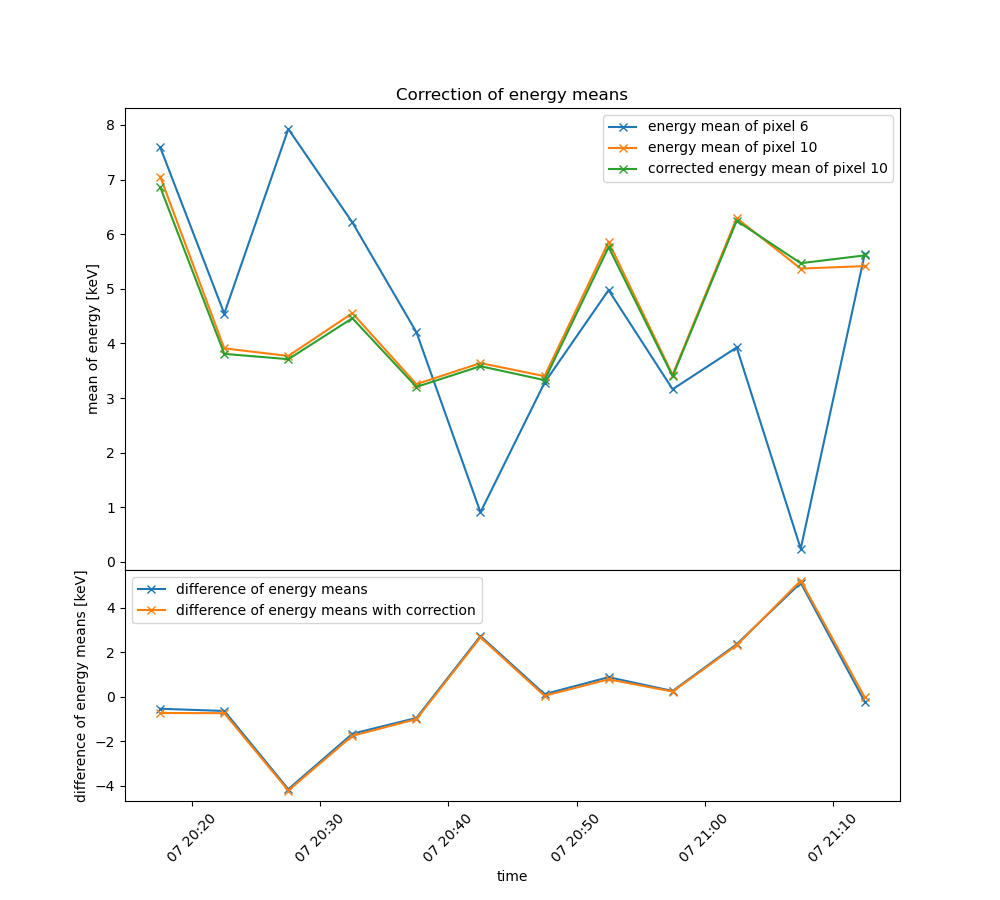 Correction of energy means
energy mean of pixel 6
energy mean of pixel 10
corrected energy mean of pixel 10
8
7
6
5
4
3
2
1
0
mean of energy [keV]
difference of energy means
difference of energy means with correction
4
2
0
−2
−4
difference of energy means [keV]
07 20:20
07 20:30
07 20:40
07 20:50
07 21:00
07 21:10
time